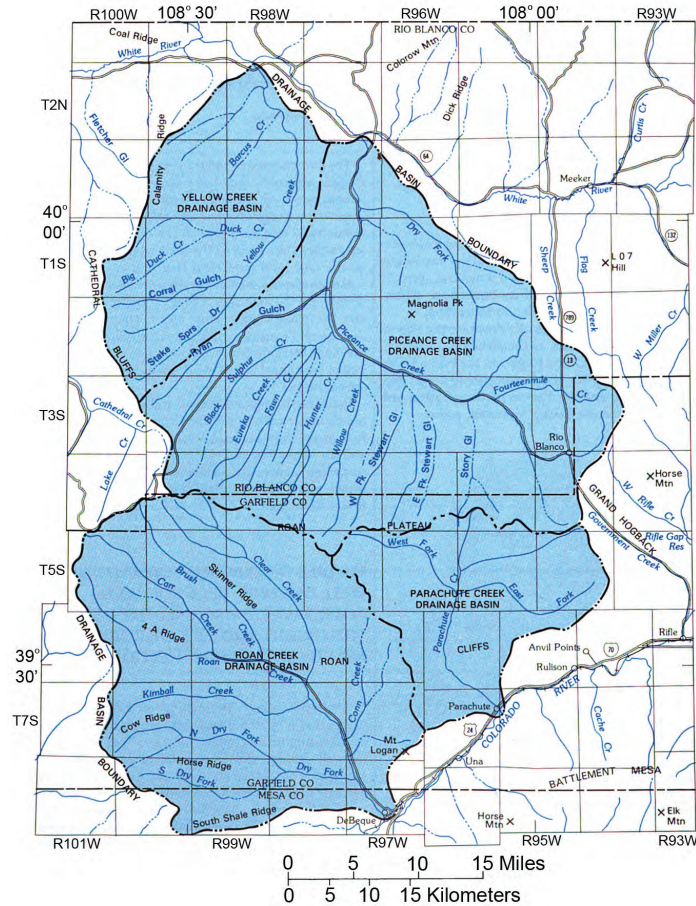 R100W 108° 30' R98W R96W 108° 00' R93W
Coal Ridge
White River
RIO BLANCO CO
Colorow Mtn
Dick Ridge
DRAINAGE
BASIN
BOUNDARY
T2N
Fletcher Gl
Calamity Ridge
Barcus Cr
Curtis Cr
64
Meeker
White River
YELLOW CREEK
DRAINAGE BASIN
40°
00'
Duck Cr
Yellow Creek
Big Duck Cr
Dry Fork
132
T1S
CATHEDRAL
BLUFFS
Corral Gulch
Stake Sprs Dr
Ryan Gulch
Sheep Creek
Flag Creek
L 07
Hill
Magnolia Pk
789
W Miller Cr
PICEANCE CREEK
DRAINAGE BASIN
Piceance Creek
13
T3S
Cathedral Cr
Lake Cr
Black Sulphur Cr
Eureka Creek
Fawn Cr
Hunter Cr
Willow Creek
W Fk Stewart Gl
E Fk Stewart Gl
Story Gl
Fourteenmile Cr
Rio
Blanco
Horse
Mtn
RIO BLANCO CO
GARFIELD CO
ROAN PLATEAU
GRAND HOGBACK
W Rifle Cr
Rifle Gap
Res
Government Creek
T5S
West Fork
Clear Creek
Skinner Ridge
Brush Creek
Carr Creek
PARACHUTE CREEK
DRAINAGE BASIN
Parachute Cr
East Fork
4 A Ridge
DRAINAGE
BASIN
BOUNDARY
39°
30'
ROAN CREEK
DRAINAGE BASIN
Roan Creek
ROAN CLIFFS
Conn Creek
Rifle
Anvil Points
70
Rulison
T7S
Kimball Creek
Cow Ridge
N Dry Fork
Parachute
24
COLORADO RIVER
Cache Cr
Mt
Logan
Horse Ridge
S Dry Fork
Dry Fork
Una
GARFIELD CO
MESA CO
BATTLEMENT MESA
South Shale Ridge
DeBeque
Horse
Mtn
Elk
Mtn
R101W R99W R97W R95W R93W
0 5 10 15 Miles
0 5 10 15 Kilometers